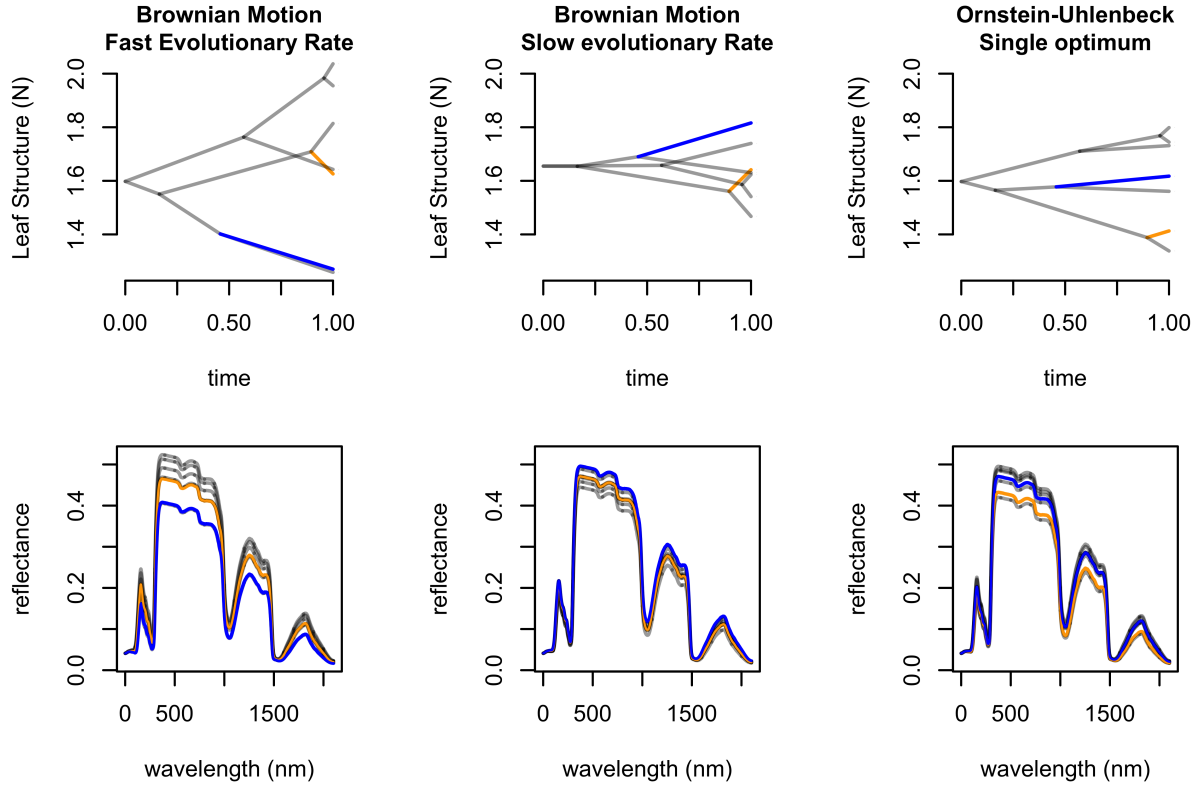 Brownian Motion
Fast Evolutionary Rate
Brownian Motion
Slow evolutionary Rate
Ornstein-Uhlenbeck
Single optimum
Leaf Structure (N)
2.0
1.8
1.6
1.4
0.00 0.50 1.00
time
Leaf Structure (N)
2.0
1.8
1.6
1.4
0.00 0.50 1.00
time
Leaf Structure (N)
2.0
1.8
1.6
1.4
0.00 0.50 1.00
time
reflectance
0.4
0.2
0.0
0 500 1500
wavelength (nm)
reflectance
0.4
0.2
0.0
0 500 1500
wavelength (nm)
reflectance
0.4
0.2
0.0
0 500 1500
wavelength (nm)